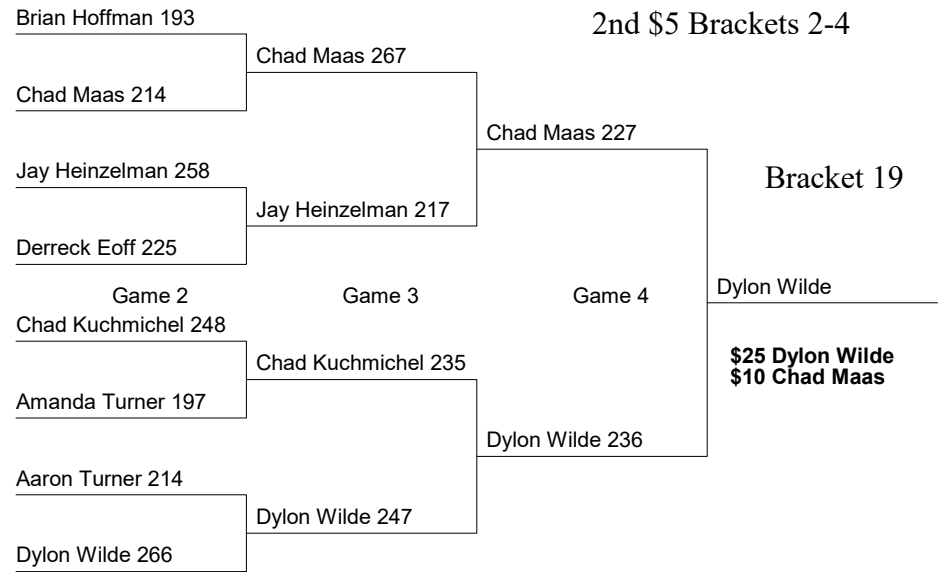 Brian Hoffman 193
2nd $5 Brackets 2-4
Chad Maas 267
Chad Maas 214
Chad Maas 227
Jay Heinzelman 258
Bracket 19
Jay Heinzelman 217
Derreck Eoff 225
Game 2
Game 3
Game 4
Dylon Wilde
Chad Kuchmichel 248
$25 Dylon Wilde
Chad Kuchmichel 235
$10 Chad Maas
Amanda Turner 197
Dylon Wilde 236
Aaron Turner 214
Dylon Wilde 247
Dylon Wilde 266